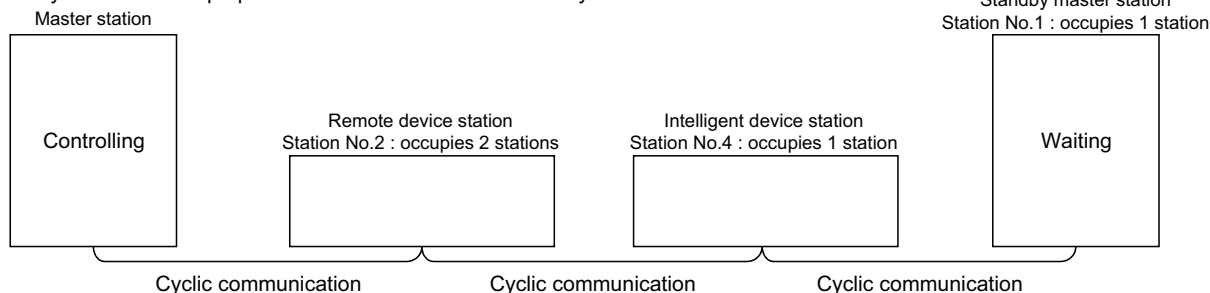 Standby master station
Master station
Station No.1 : occupies 1 station
Remote device station
Intelligent device station
Controlling
Station No.2 : occupies 2 stations
Station No.4 : occupies 1 station
Waiting
Cyclic communication
Cyclic communication
Cyclic communication